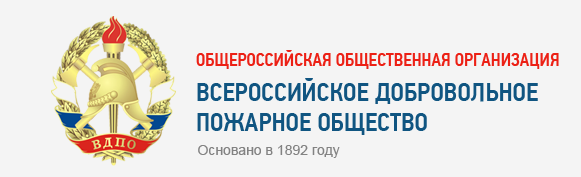 ОБЩЕРОССИЙСКАЯ ОБЩЕСТВЕННАЯ ОРГАНИЗАЦИЯ
ВСЕРОССИЙСКОЕ ДОБРОВОЛЬНОЕ
ПОЖАРНОЕ ОБЩЕСТВО
Основано в 1892 году
ВДПО